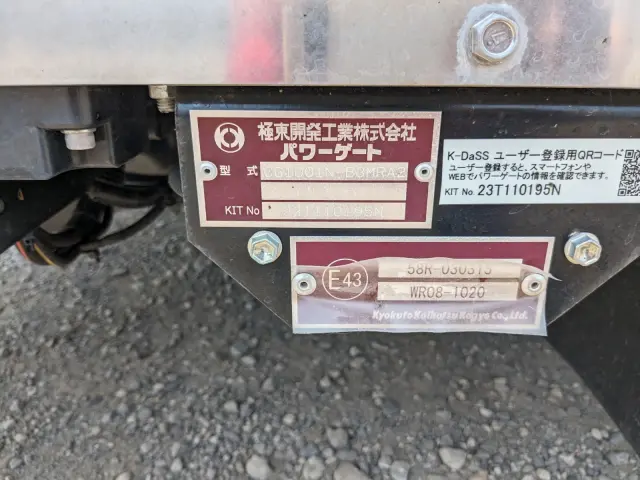 極東開発工業株式会社
パワーゲート
型 式
KIT No 23T110195N
K-DaSS ユーザー登録用QRコード
ユーザー登録すると、スマートフォンや
WEBでパワーゲートの情報を確認できます。
KIT No. 23T110195N
E43
58R-030313
WR08-1020
Kyokuto Kaihatsu Kogyo Co., Ltd.